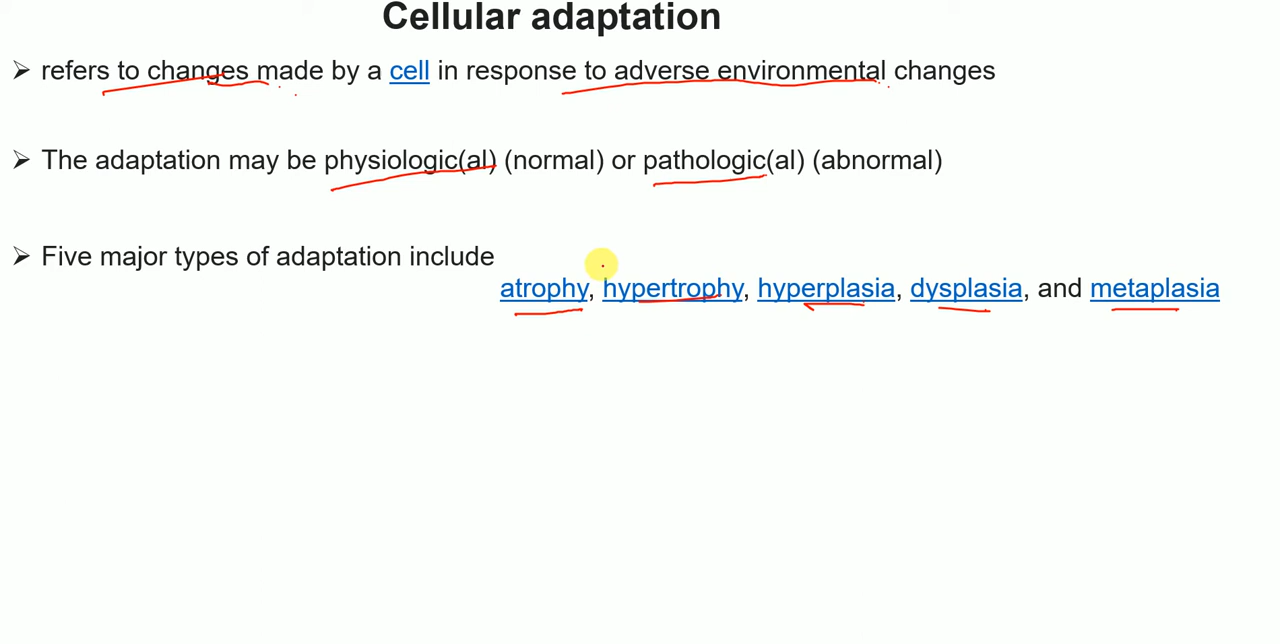 Cellular adaptation
➢ refers to changes made by a cell in response to adverse environmental changes
➢ The adaptation may be physiologic(al) (normal) or pathologic(al) (abnormal)
➢ Five major types of adaptation include
atrophy, hypertrophy, hyperplasia, dysplasia, and metaplasia